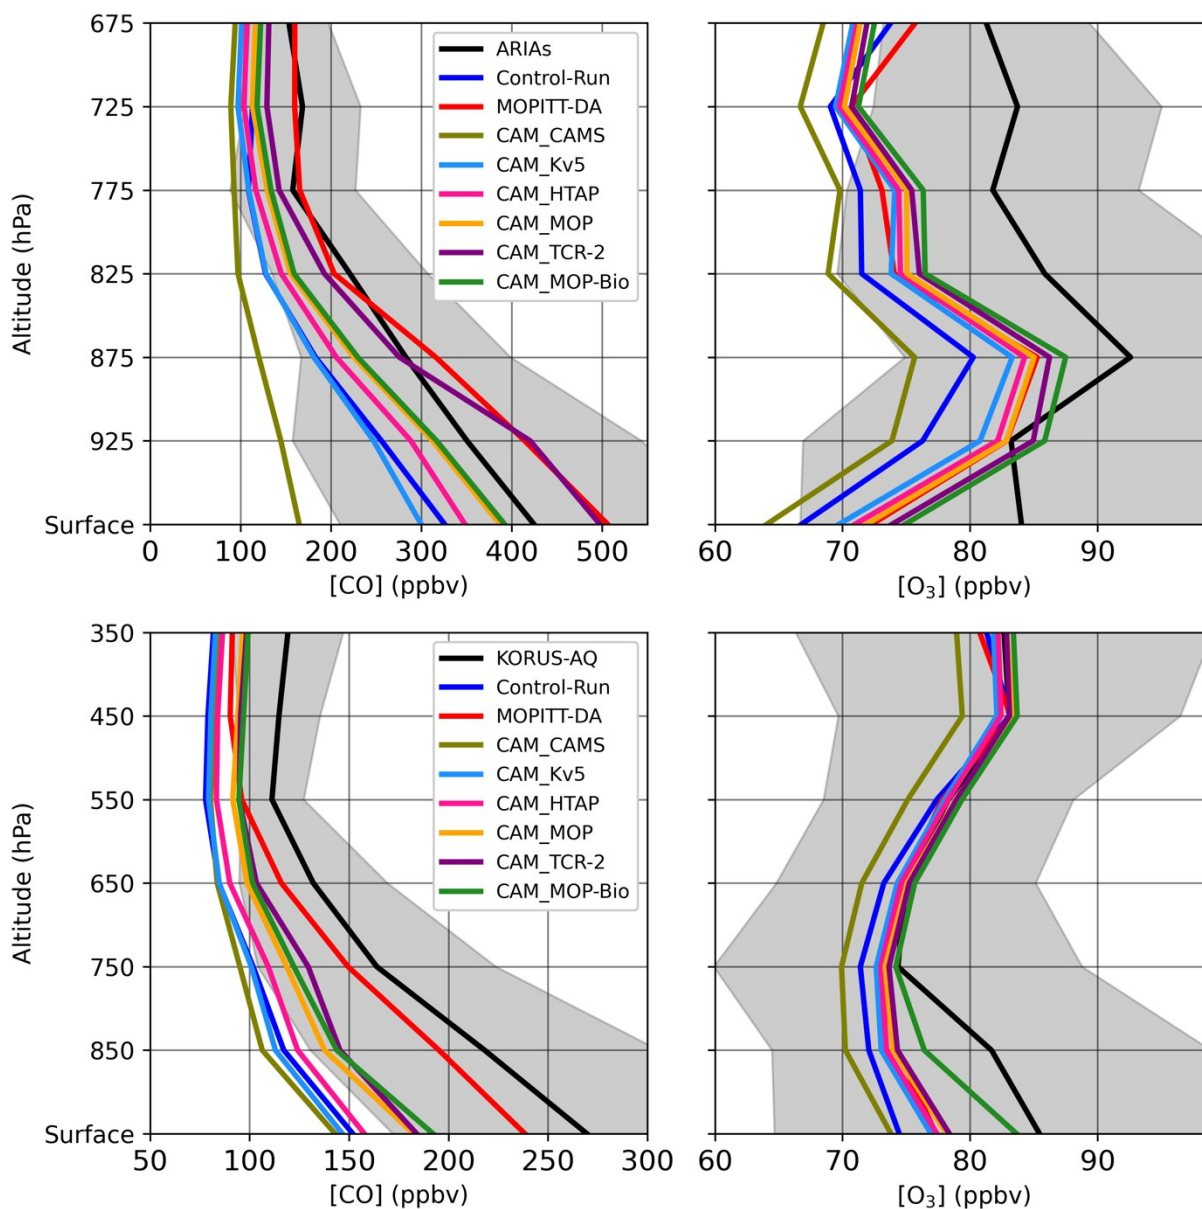 675
725
775
825
875
925
Surface
Altitude (hPa)
0 100 200 300 400 500
[CO] (ppbv)
ARIAs
Control-Run
MOPITT-DA
CAM_CAMS
CAM_Kv5
CAM_HTAP
CAM_MOP
CAM_TCR-2
CAM_MOP-Bio
60 70 80 90
[O₃] (ppbv)
350
450
550
650
750
850
Surface
Altitude (hPa)
50 100 150 200 250 300
[CO] (ppbv)
KORUS-AQ
Control-Run
MOPITT-DA
CAM_CAMS
CAM_Kv5
CAM_HTAP
CAM_MOP
CAM_TCR-2
CAM_MOP-Bio
60 70 80 90
[O₃] (ppbv)